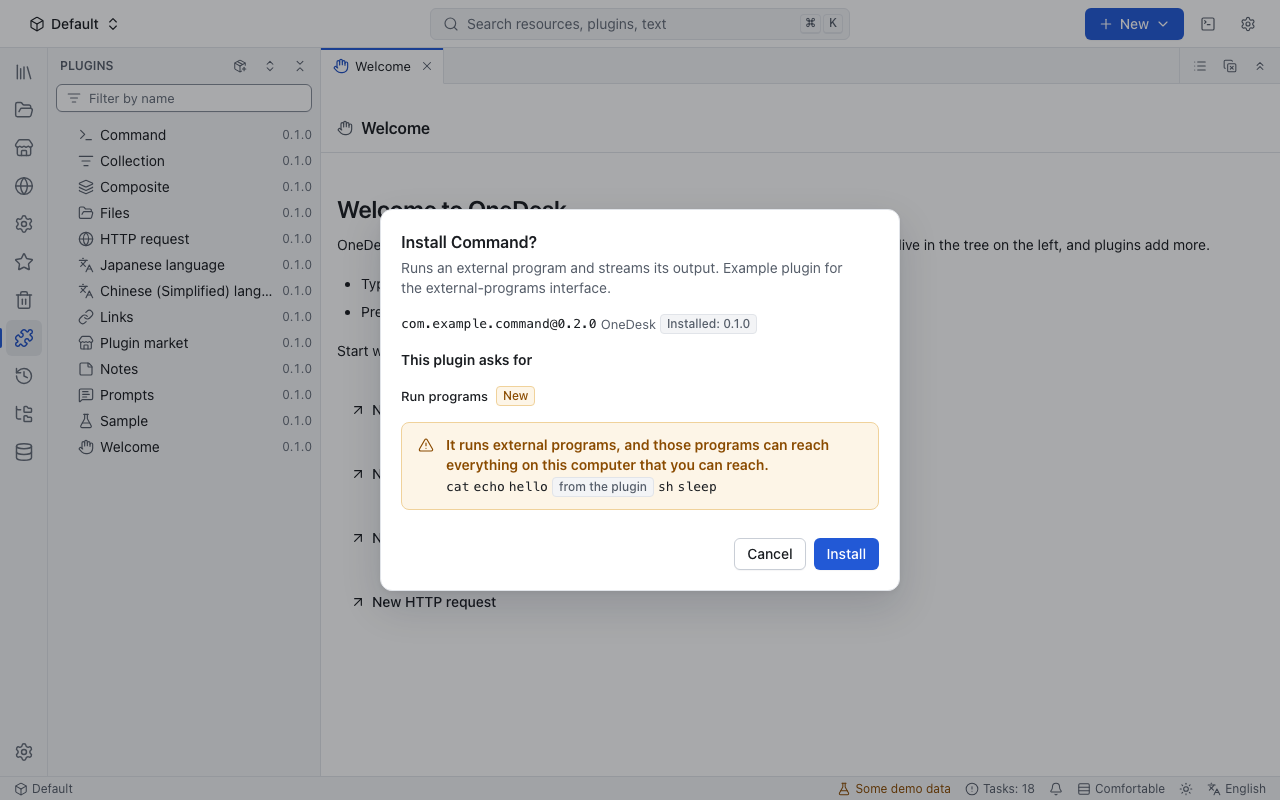 Default
Search resources, plugins, text
⌘ K
New
PLUGINS
Welcome
Filter by name
Command 0.1.0
Collection 0.1.0
Composite 0.1.0
Files 0.1.0
HTTP request 0.1.0
Japanese language 0.1.0
Chinese (Simplified) lang... 0.1.0
Links 0.1.0
Plugin market 0.1.0
Notes 0.1.0
Prompts 0.1.0
Sample 0.1.0
Welcome 0.1.0
Welcome
Welcome to OneDesk
live in the tree on the left, and plugins add more.
Start
New HTTP request
Install Command?
Runs an external program and streams its output. Example plugin for
the external-programs interface.
com.example.command@0.2.0 OneDesk Installed: 0.1.0
This plugin asks for
Run programs New
It runs external programs, and those programs can reach
everything on this computer that you can reach.
cat echo hello from the plugin sh sleep
Cancel Install
Default
Some demo data
Tasks: 18
Comfortable
English